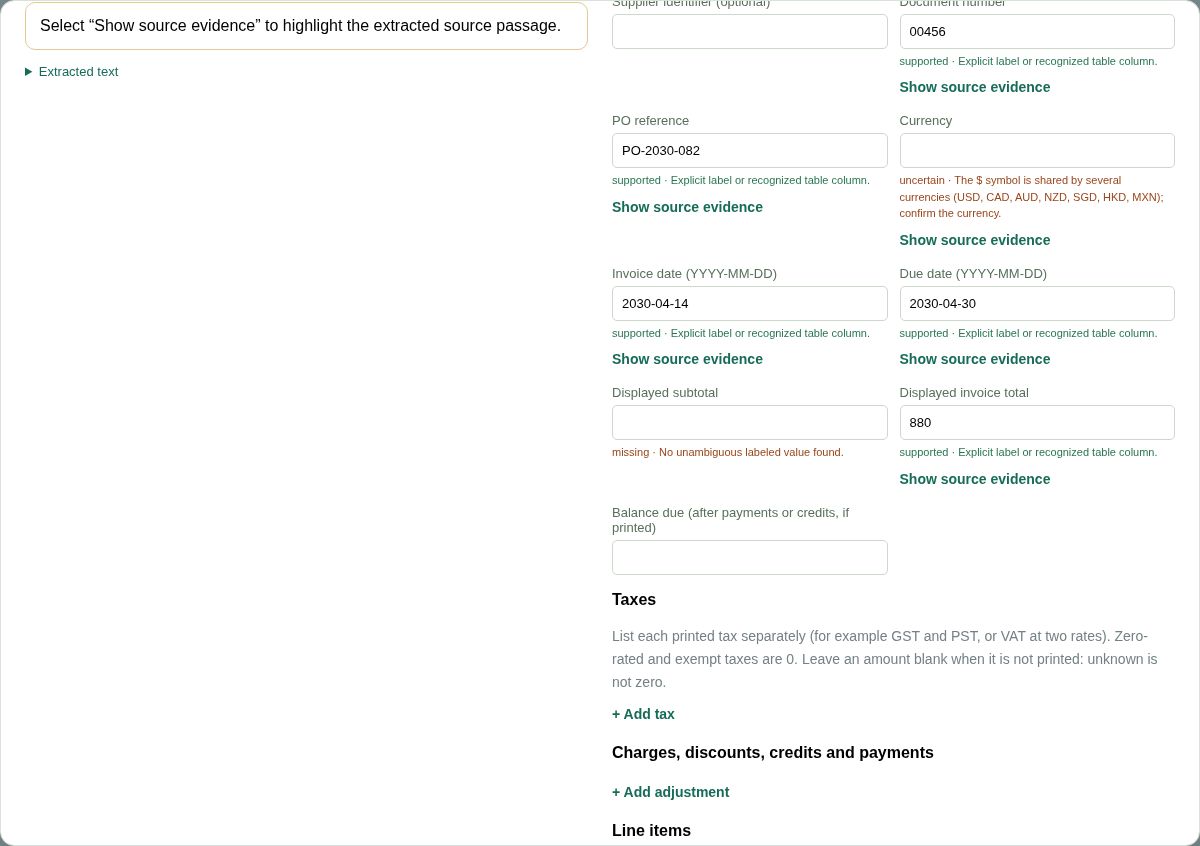 Select “Show source evidence” to highlight the extracted source passage.
Extracted text
Supplier identifier (optional)
Document number
00456
supported · Explicit label or recognized table column.
Show source evidence
PO reference
PO-2030-082
supported · Explicit label or recognized table column.
Show source evidence
Currency
uncertain · The $ symbol is shared by several
currencies (USD, CAD, AUD, NZD, SGD, HKD, MXN);
confirm the currency.
Show source evidence
Invoice date (YYYY-MM-DD)
2030-04-14
supported · Explicit label or recognized table column.
Show source evidence
Due date (YYYY-MM-DD)
2030-04-30
supported · Explicit label or recognized table column.
Show source evidence
Displayed subtotal
missing · No unambiguous labeled value found.
Displayed invoice total
880
supported · Explicit label or recognized table column.
Show source evidence
Balance due (after payments or credits, if
printed)
Taxes
List each printed tax separately (for example GST and PST, or VAT at two rates). Zero-
rated and exempt taxes are 0. Leave an amount blank when it is not printed: unknown is
not zero.
+ Add tax
Charges, discounts, credits and payments
+ Add adjustment
Line items